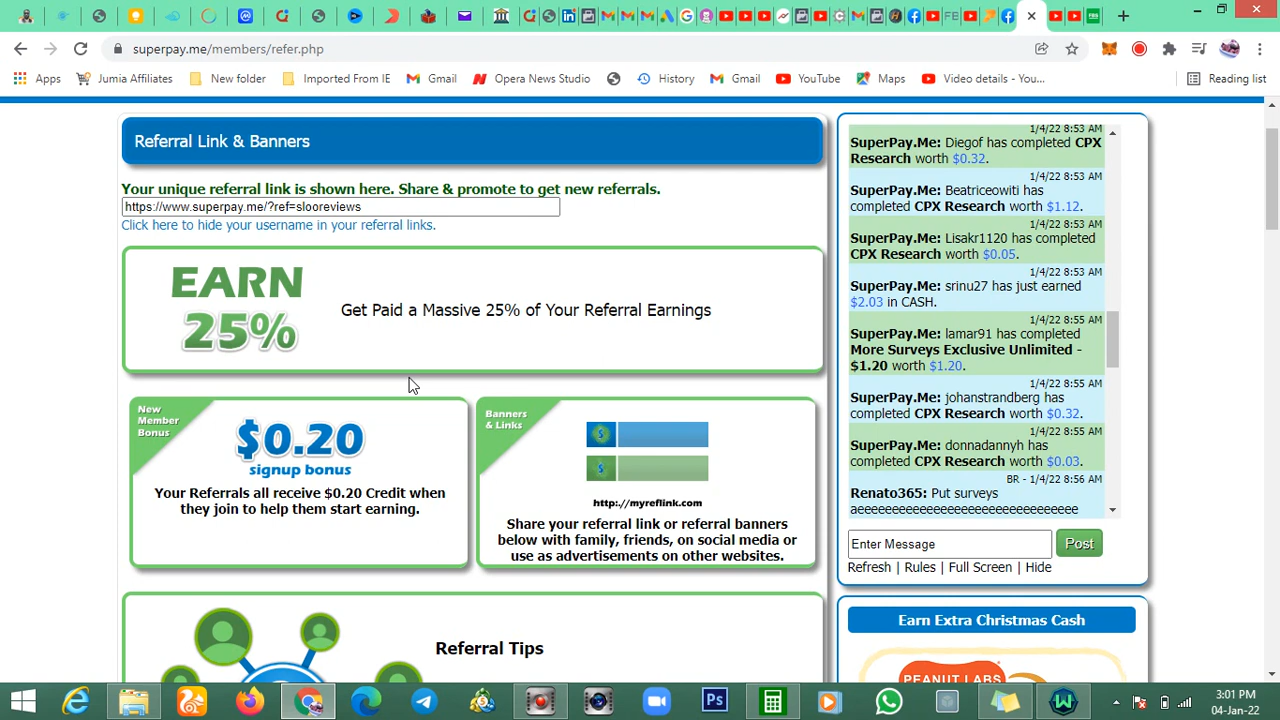 superpay.me/members/refer.php
Apps
Jumia Affiliates
New folder
Imported From IE
Gmail
Opera News Studio
History
Gmail
YouTube
Maps
Video details - You...
Reading list
Referral Link & Banners
Your unique referral link is shown here. Share & promote to get new referrals.
https://www.superpay.me/?ref=slooreviews
Click here to hide your username in your referral links.
EARN
25%
Get Paid a Massive 25% of Your Referral Earnings
New
Member
Bonus
$0.20
signup bonus
Your Referrals all receive $0.20 Credit when
they join to help them start earning.
Banners
& Links
http://myreflink.com
Share your referral link or referral banners
below with family, friends, on social media or
use as advertisements on other websites.
Referral Tips
1/4/22 8:53 AM
SuperPay.Me: Diegof has completed CPX
Research worth $0.32.
1/4/22 8:53 AM
SuperPay.Me: Beatriceowiti has
completed CPX Research worth $1.12.
1/4/22 8:53 AM
SuperPay.Me: Lisakr1120 has completed
CPX Research worth $0.05.
1/4/22 8:53 AM
SuperPay.Me: srinu27 has just earned
$2.03 in CASH.
1/4/22 8:55 AM
SuperPay.Me: lamar91 has completed
More Surveys Exclusive Unlimited -
$1.20 worth $1.20.
1/4/22 8:55 AM
SuperPay.Me: johanstrandberg has
completed CPX Research worth $0.32.
1/4/22 8:55 AM
SuperPay.Me: donnadannyh has
completed CPX Research worth $0.03.
BR - 1/4/22 8:56 AM
Renato365: Put surveys
Enter Message
Post
Refresh | Rules | Full Screen | Hide
Earn Extra Christmas Cash
PEANUT LABS
Ps
3:01 PM
04-Jan-22